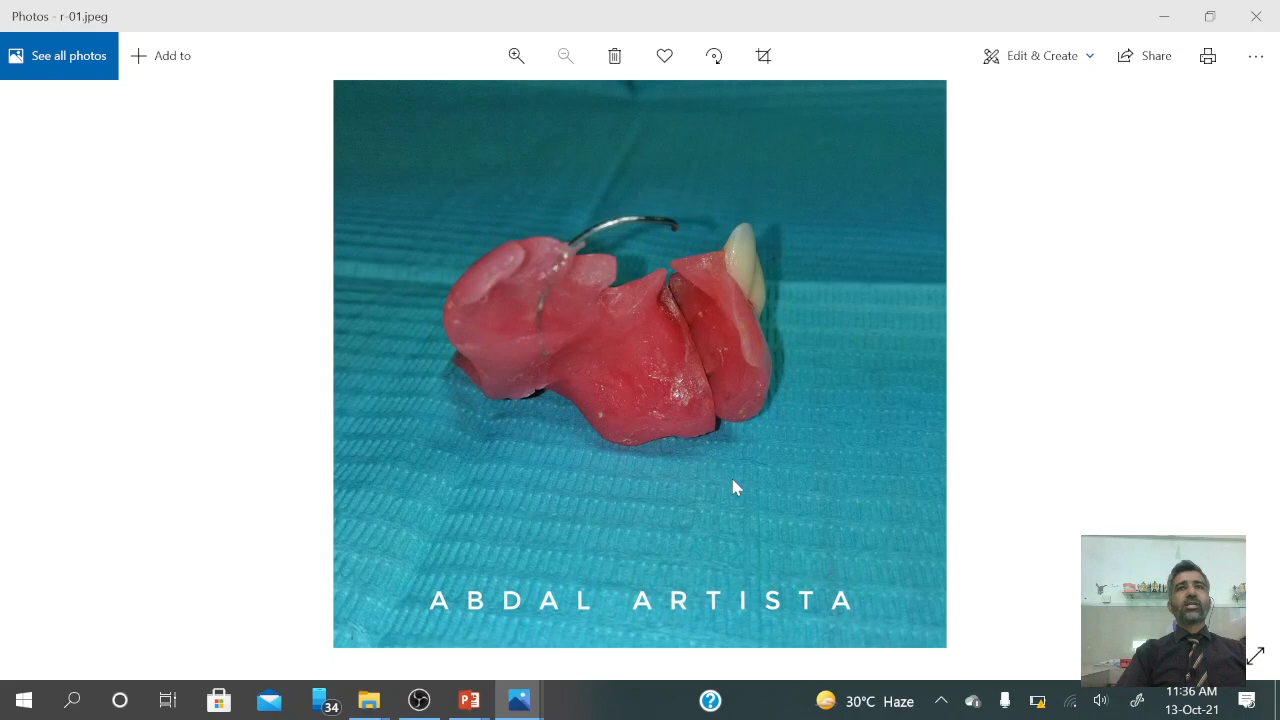 Photos - r-01.jpeg
See all photos
Add to
Edit & Create
Share
ABDAL ARTISTA
34
30°C Haze
11:36 AM
13-Oct-21